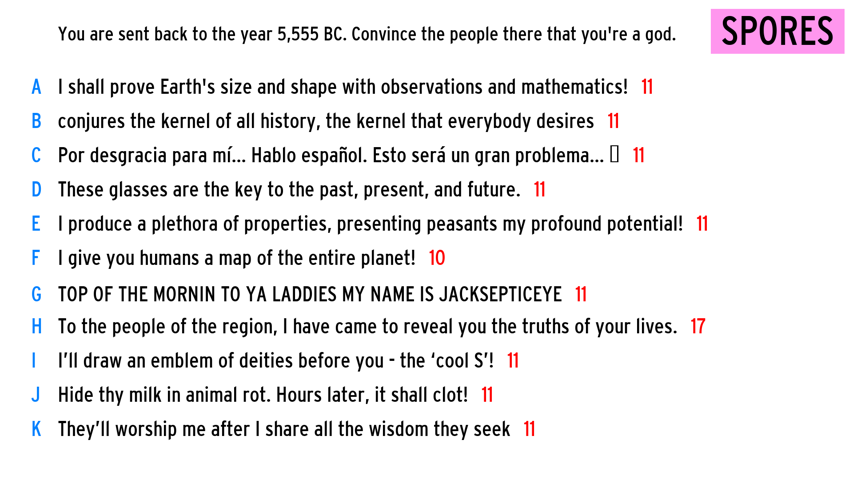 You are sent back to the year 5,555 BC. Convince the people there that you're a god.
SPORES
A I shall prove Earth's size and shape with observations and mathematics! 11
B conjures the kernel of all history, the kernel that everybody desires 11
C Por desgracia para mí... Hablo español. Esto será un gran problema... ▯ 11
D These glasses are the key to the past, present, and future. 11
E I produce a plethora of properties, presenting peasants my profound potential! 11
F I give you humans a map of the entire planet! 10
G TOP OF THE MORNIN TO YA LADDIES MY NAME IS JACKSEPTICEYE 11
H To the people of the region, I have came to reveal you the truths of your lives. 17
I I’ll draw an emblem of deities before you - the ‘cool S’! 11
J Hide thy milk in animal rot. Hours later, it shall clot! 11
K They’ll worship me after I share all the wisdom they seek 11